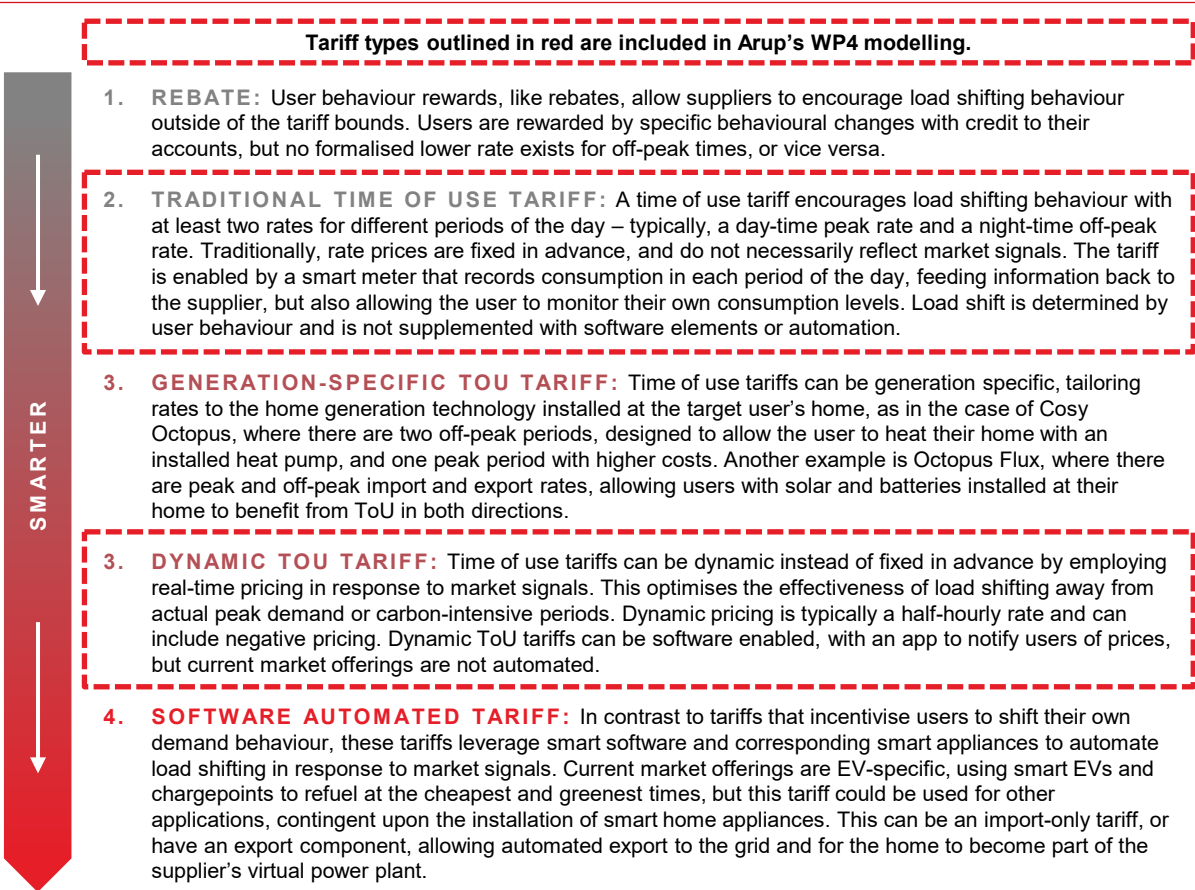 Tariff types outlined in red are included in Arup's WP4 modelling.
1. REBATE: User behaviour rewards, like rebates, allow suppliers to encourage load shifting behaviour
outside of the tariff bounds. Users are rewarded by specific behavioural changes with credit to their
accounts, but no formalised lower rate exists for off-peak times, or vice versa.
2. TRADITIONAL TIME OF USE TARIFF: A time of use tariff encourages load shifting behaviour with
at least two rates for different periods of the day – typically, a day-time peak rate and a night-time off-peak
rate. Traditionally, rate prices are fixed in advance, and do not necessarily reflect market signals. The tariff
is enabled by a smart meter that records consumption in each period of the day, feeding information back to
the supplier, but also allowing the user to monitor their own consumption levels. Load shift is determined by
user behaviour and is not supplemented with software elements or automation.
SMARTER
3. GENERATION-SPECIFIC TOU TARIFF: Time of use tariffs can be generation specific, tailoring
rates to the home generation technology installed at the target user's home, as in the case of Cosy
Octopus, where there are two off-peak periods, designed to allow the user to heat their home with an
installed heat pump, and one peak period with higher costs. Another example is Octopus Flux, where there
are peak and off-peak import and export rates, allowing users with solar and batteries installed at their
home to benefit from ToU in both directions.
3. DYNAMIC TOU TARIFF: Time of use tariffs can be dynamic instead of fixed in advance by employing
real-time pricing in response to market signals. This optimises the effectiveness of load shifting away from
actual peak demand or carbon-intensive periods. Dynamic pricing is typically a half-hourly rate and can
include negative pricing. Dynamic ToU tariffs can be software enabled, with an app to notify users of prices,
but current market offerings are not automated.
4. SOFTWARE AUTOMATED TARIFF: In contrast to tariffs that incentivise users to shift their own
demand behaviour, these tariffs leverage smart software and corresponding smart appliances to automate
load shifting in response to market signals. Current market offerings are EV-specific, using smart EVs and
chargepoints to refuel at the cheapest and greenest times, but this tariff could be used for other
applications, contingent upon the installation of smart home appliances. This can be an import-only tariff, or
have an export component, allowing automated export to the grid and for the home to become part of the
supplier's virtual power plant.